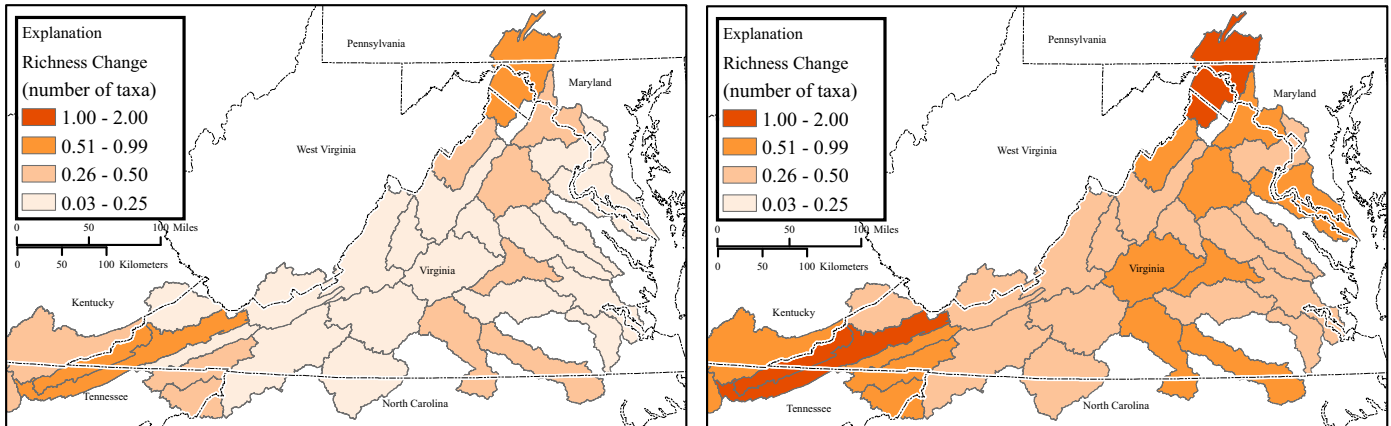 Explanation
Richness Change
(number of taxa)
1.00 - 2.00
0.51 - 0.99
0.26 - 0.50
0.03 - 0.25
0 50 100 Miles
0 50 100 Kilometers
Pennsylvania
Maryland
West Virginia
Virginia
Kentucky
Tennessee
North Carolina
Explanation
Richness Change
(number of taxa)
1.00 - 2.00
0.51 - 0.99
0.26 - 0.50
0.03 - 0.25
0 50 100 Miles
0 50 100 Kilometers
Pennsylvania
Maryland
West Virginia
Virginia
Kentucky
Tennessee
North Carolina